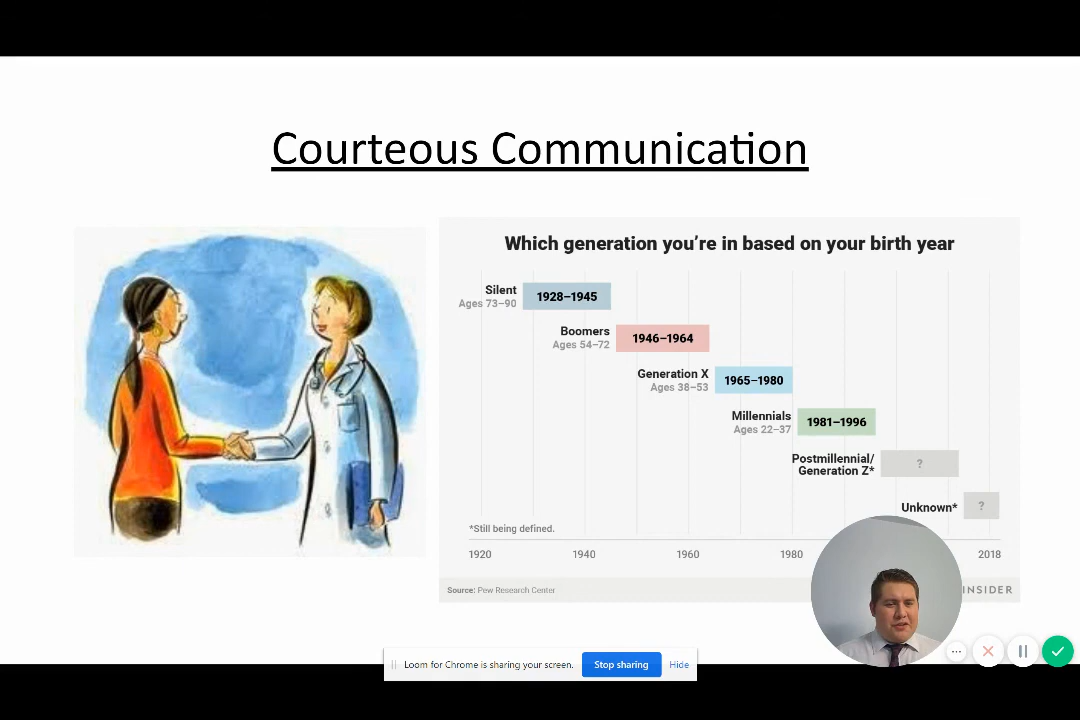 Courteous Communication
Which generation you're in based on your birth year
Silent
Ages 73–90
1928–1945
Boomers
Ages 54–72
1946–1964
Generation X
Ages 38–53
1965–1980
Millennials
Ages 22–37
1981–1996
Postmillennial/
Generation Z*
?
Unknown*
?
*Still being defined.
1920
1940
1960
1980
2018
Source: Pew Research Center
INSIDER
Loom for Chrome is sharing your screen.
Stop sharing
Hide